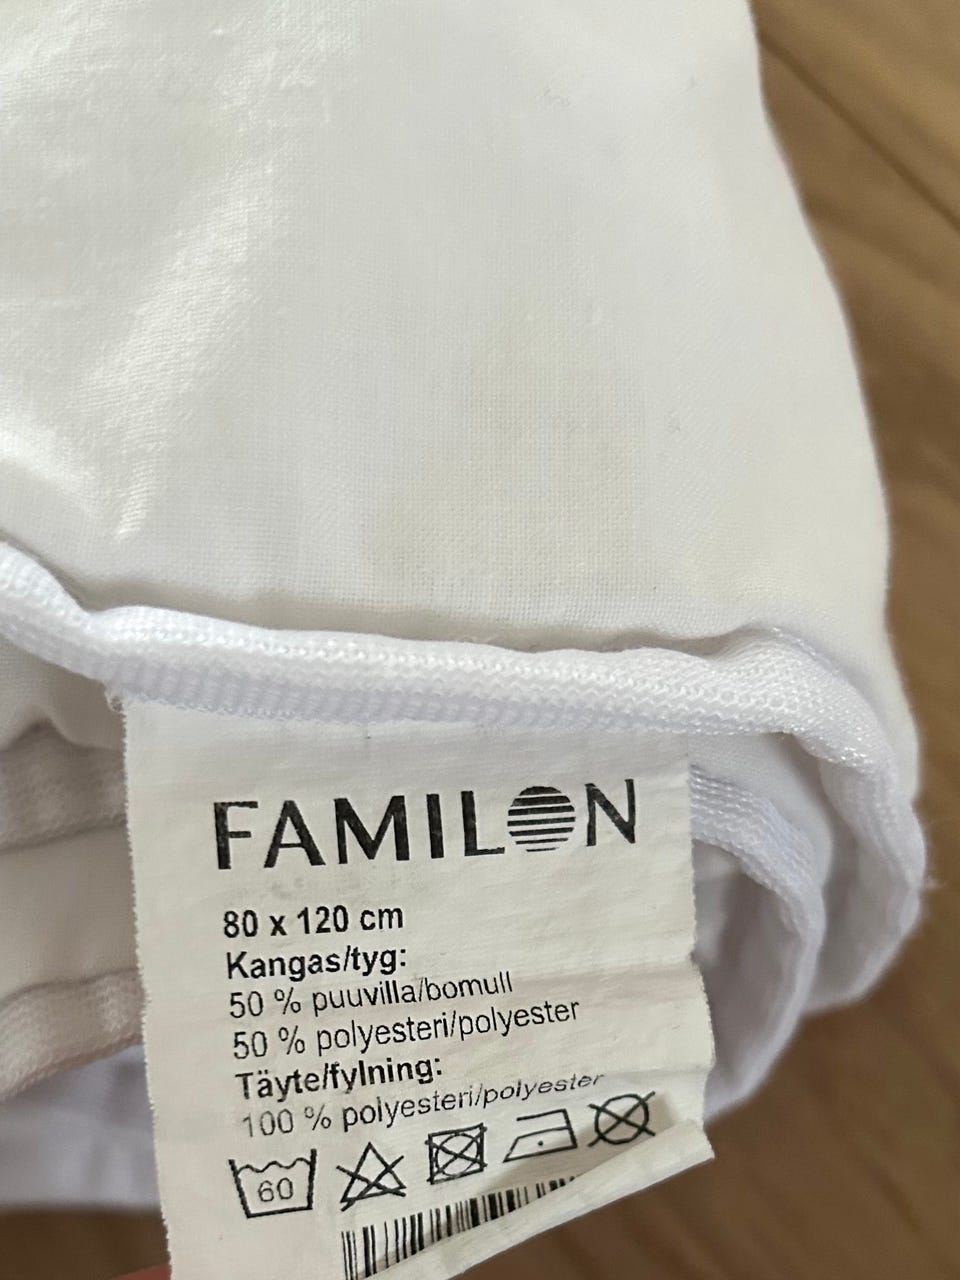 FAMILON
80 x 120 cm
Kangas/tyg:
50 % puuvilla/bomull
50 % polyesteri/polyester
Täyte/fylning:
100 % polyesteri/polyester
60